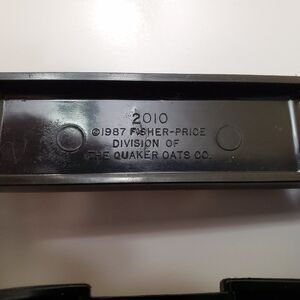 2010
©1987 FISHER-PRICE
DIVISION OF
THE QUAKER OATS CO.